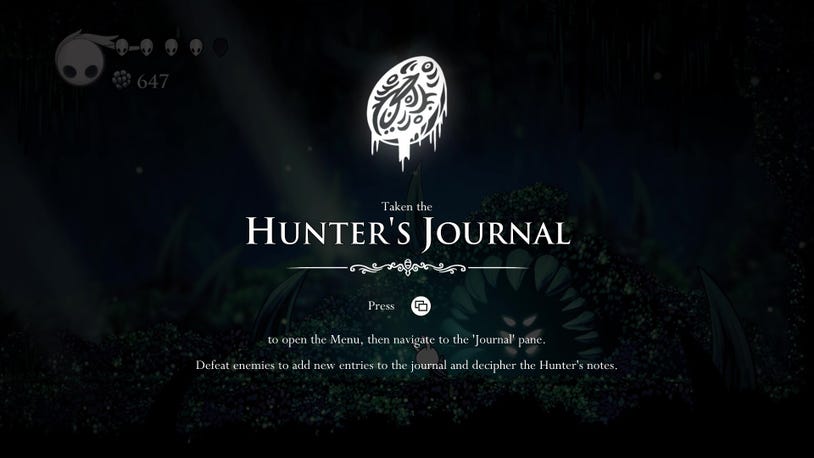 647
Taken the
HUNTER'S JOURNAL
Press
to open the Menu, then navigate to the 'Journal' pane.
Defeat enemies to add new entries to the journal and decipher the Hunter's notes.